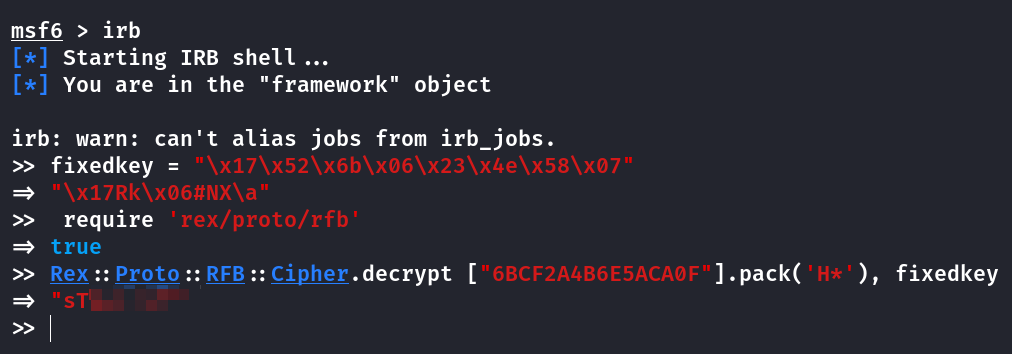 msf6 > irb
[*] Starting IRB shell...
[*] You are in the "framework" object
irb: warn: can't alias jobs from irb_jobs.
>> fixedkey = "\x17\x52\x6b\x06\x23\x4e\x58\x07"
=> "\x17Rk\x06#NX\a"
>>  require 'rex/proto/rfb'
=> true
>> Rex::Proto::RFB::Cipher.decrypt ["6BCF2A4B6E5ACA0F"].pack('H*'), fixedkey
=> "sT
>>